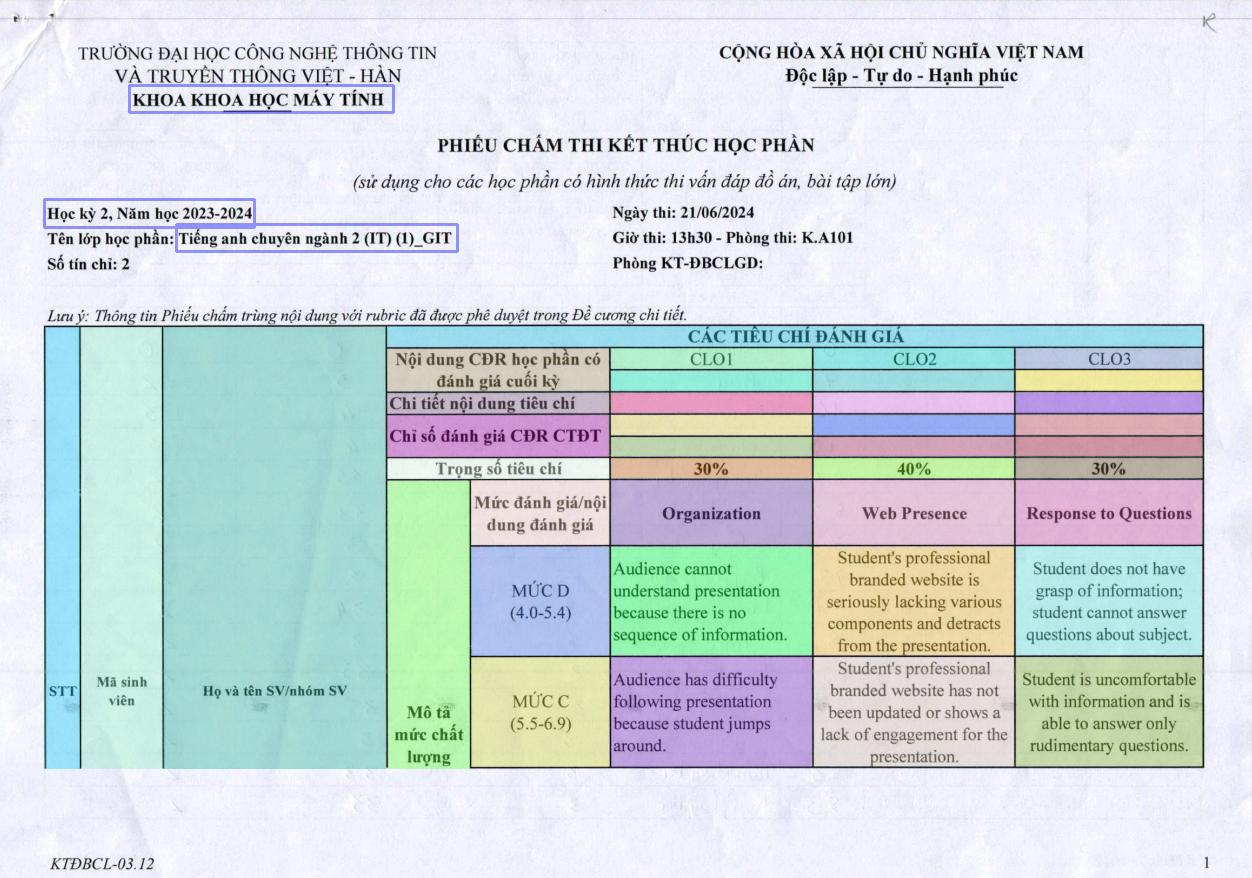 TRƯỜNG ĐẠI HỌC CÔNG NGHỆ THÔNG TIN
VÀ TRUYỀN THÔNG VIỆT - HÀN
KHOA KHOA HỌC MÁY TÍNH
CỘNG HÒA XÃ HỘI CHỦ NGHĨA VIỆT NAM
Độc lập - Tự do - Hạnh phúc
PHIẾU CHẤM THI KẾT THÚC HỌC PHẦN
(sử dụng cho các học phần có hình thức thi vấn đáp đồ án, bài tập lớn)
Học kỳ 2, Năm học 2023-2024
Ngày thi: 21/06/2024
Tên lớp học phần: Tiếng anh chuyên ngành 2 (IT) (1)_GIT
Giờ thi: 13h30 - Phòng thi: K.A101
Số tín chỉ: 2
Phòng KT-ĐBCLGD:
Lưu ý: Thông tin Phiếu chấm trùng nội dung với rubric đã được phê duyệt trong Đề cương chi tiết.
STT
Mã sinh
viên
Họ và tên SV/nhóm SV
CÁC TIÊU CHÍ ĐÁNH GIÁ
Nội dung CĐR học phần có
đánh giá cuối kỳ
CLO1
CLO2
CLO3
Chi tiết nội dung tiêu chí
Chỉ số đánh giá CĐR CTĐT
Trọng số tiêu chí
30%
40%
30%
Mô tả
mức chất
lượng
Mức đánh giá/nội
dung đánh giá
Organization
Web Presence
Response to Questions
MỨC D
(4.0-5.4)
Audience cannot
understand presentation
because there is no
sequence of information.
Student's professional
branded website is
seriously lacking various
components and detracts
from the presentation.
Student does not have
grasp of information;
student cannot answer
questions about subject.
MỨC C
(5.5-6.9)
Audience has difficulty
following presentation
because student jumps
around.
Student's professional
branded website has not
been updated or shows a
lack of engagement for the
presentation.
Student is uncomfortable
with information and is
able to answer only
rudimentary questions.
KTĐBCL-03.12
1